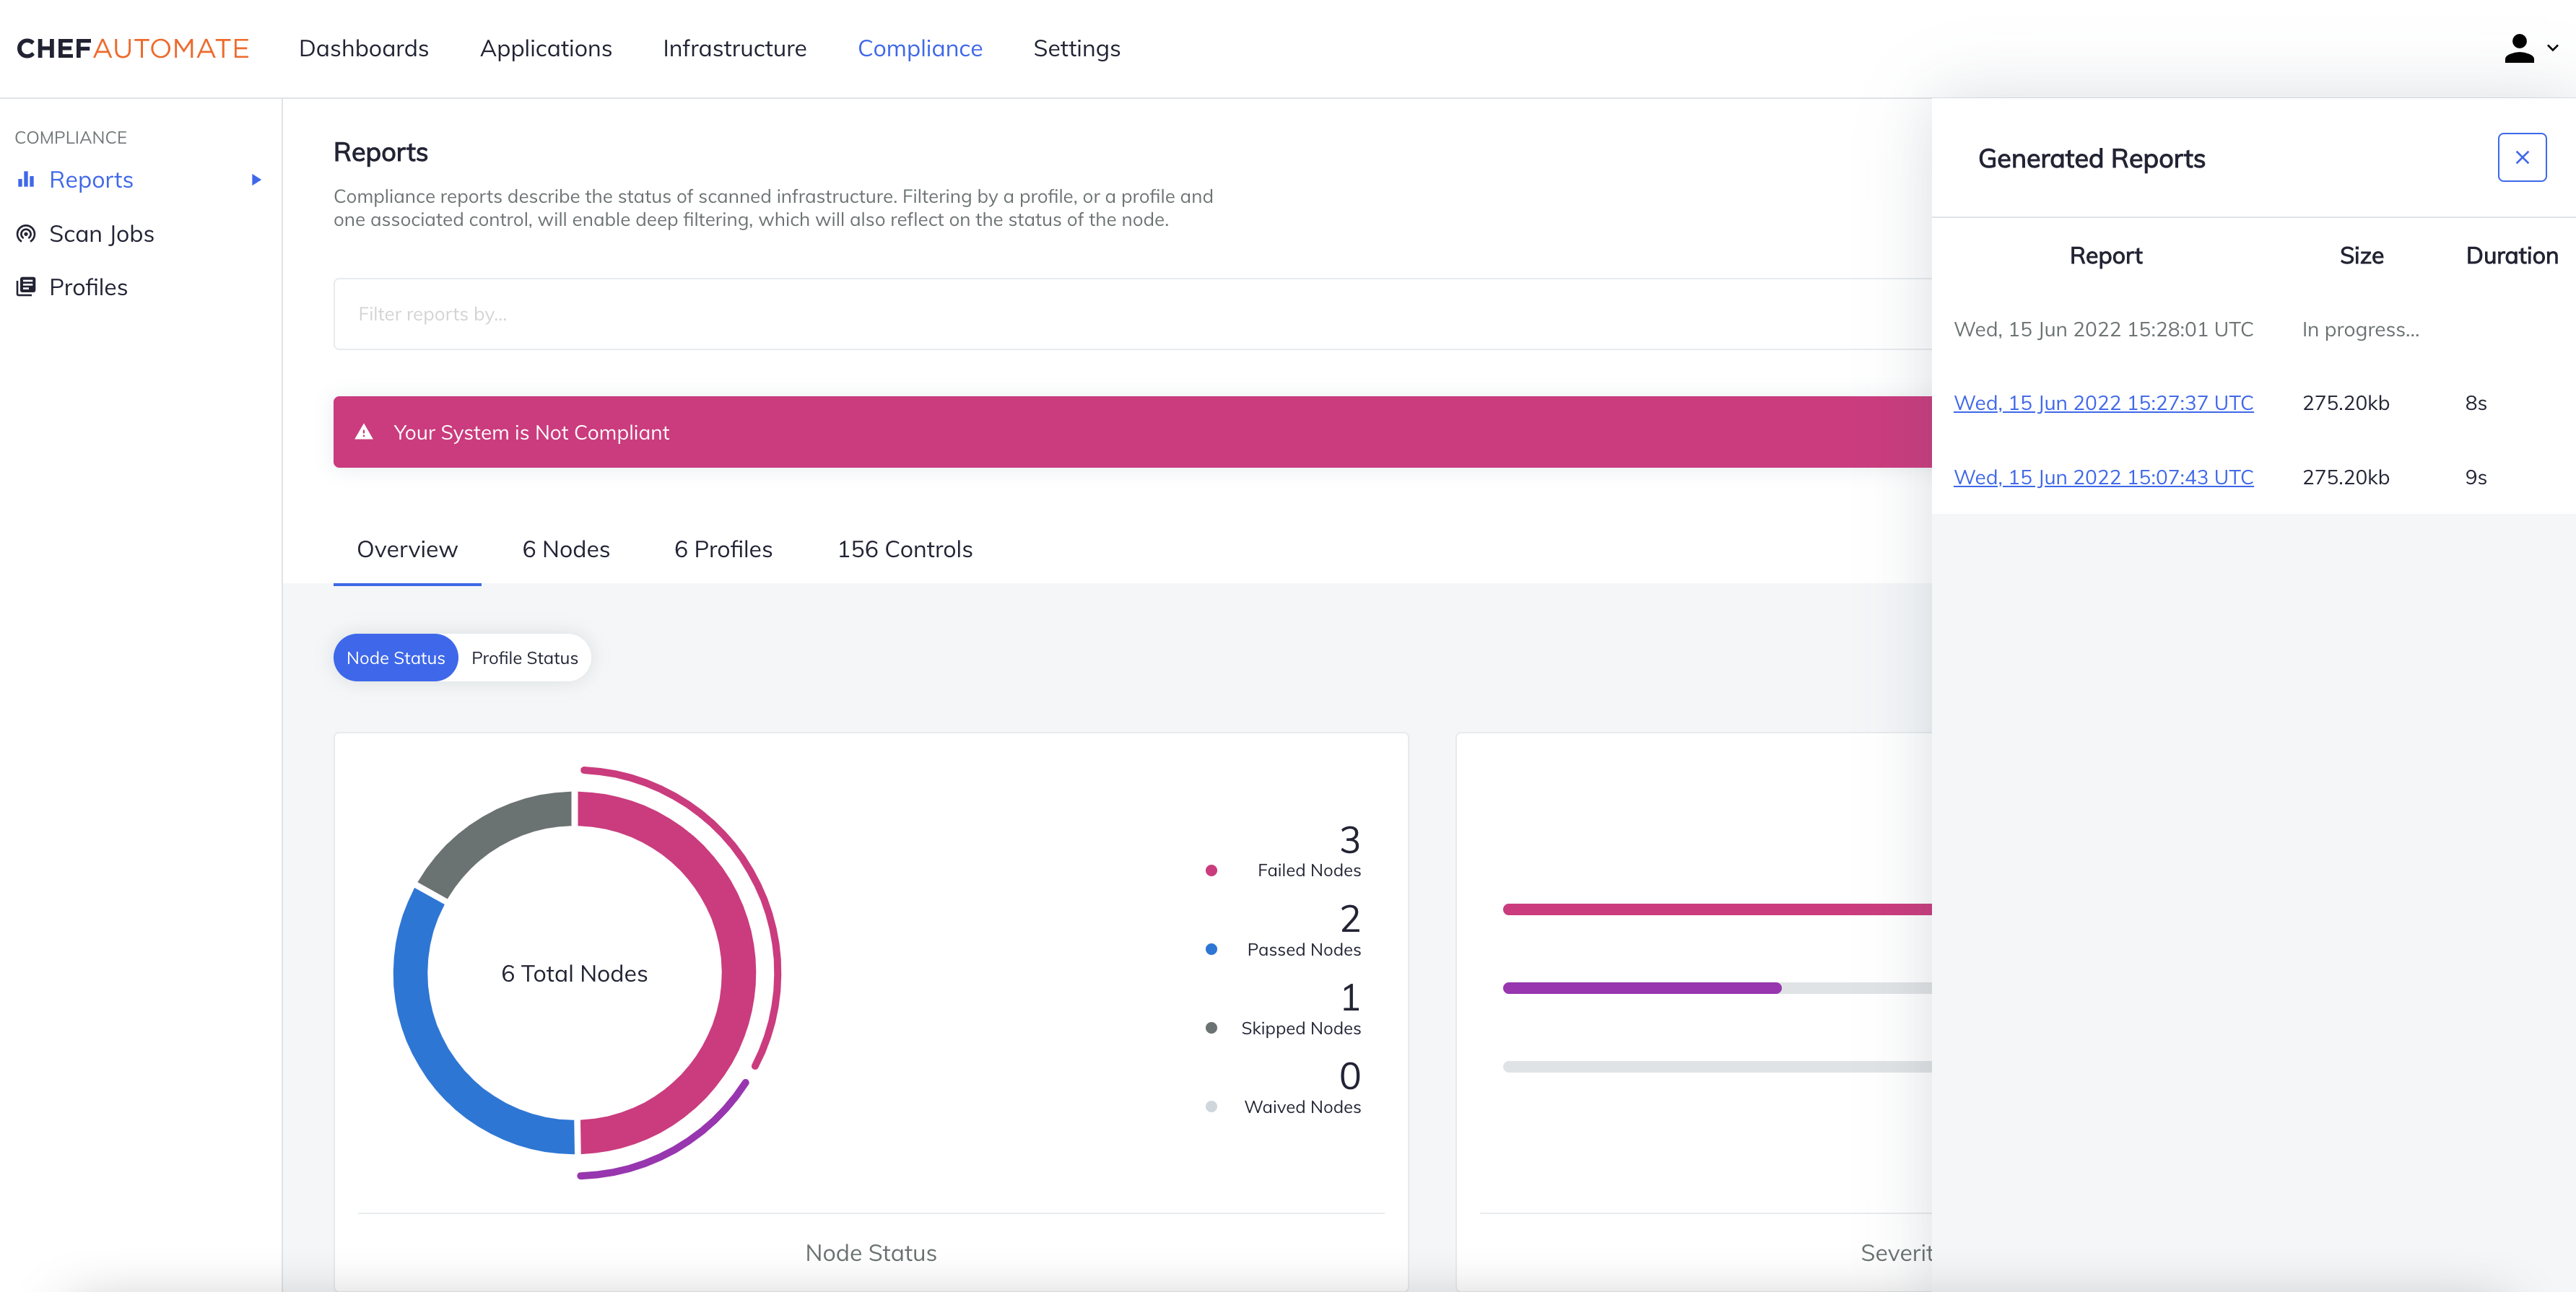 CHEFAUTOMATE
Dashboards
Applications
Infrastructure
Compliance
Settings
COMPLIANCE
Reports
Scan Jobs
Profiles
Reports
Compliance reports describe the status of scanned infrastructure. Filtering by a profile, or a profile and
one associated control, will enable deep filtering, which will also reflect on the status of the node.
Filter reports by...
Your System is Not Compliant
Overview
6 Nodes
6 Profiles
156 Controls
Node Status
Profile Status
6 Total Nodes
3
Failed Nodes
2
Passed Nodes
1
Skipped Nodes
0
Waived Nodes
Node Status
Severit
Generated Reports
Report Size Duration
Wed, 15 Jun 2022 15:28:01 UTC In progress...
Wed, 15 Jun 2022 15:27:37 UTC 275.20kb 8s
Wed, 15 Jun 2022 15:07:43 UTC 275.20kb 9s